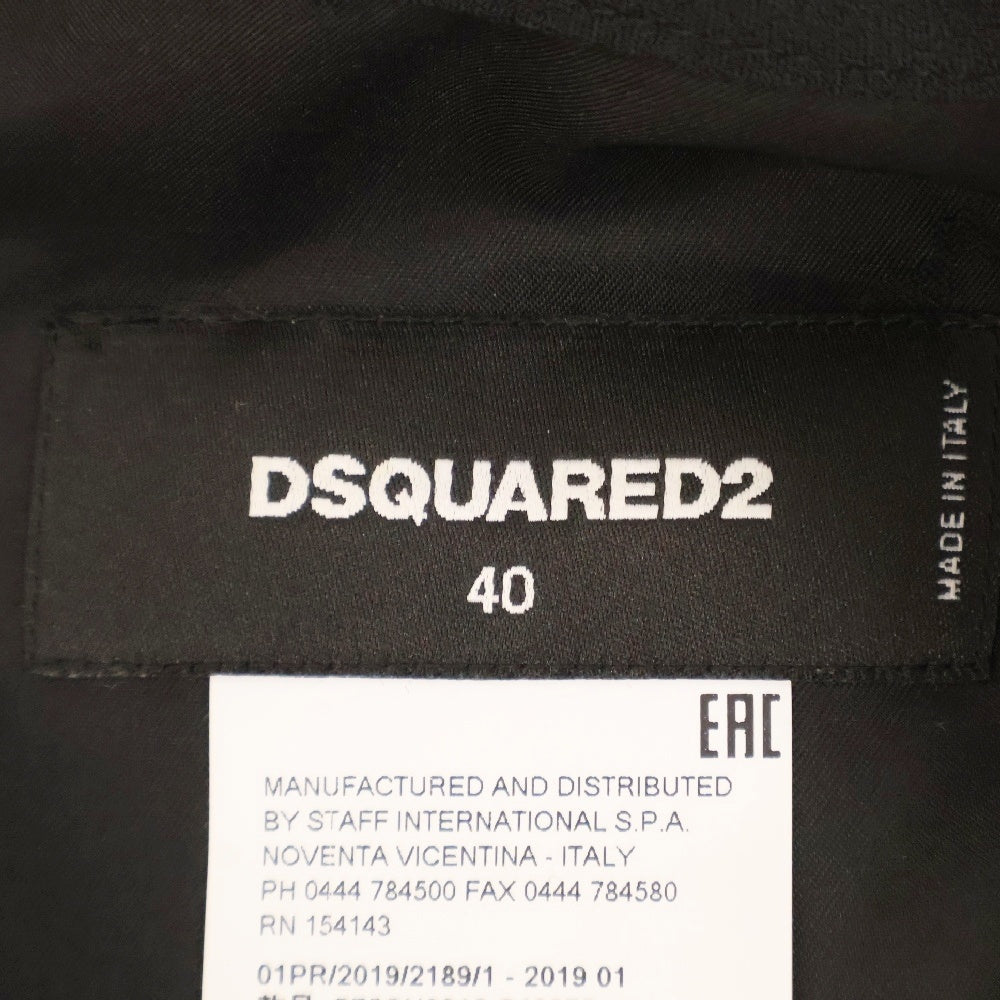 DSQUARED2
40
MADE IN ITALY
EAC
MANUFACTURED AND DISTRIBUTED
BY STAFF INTERNATIONAL S.P.A.
NOVENTA VICENTINA - ITALY
PH 0444 784500 FAX 0444 784580
RN 154143
01PR/2019/2189/1 - 2019 01